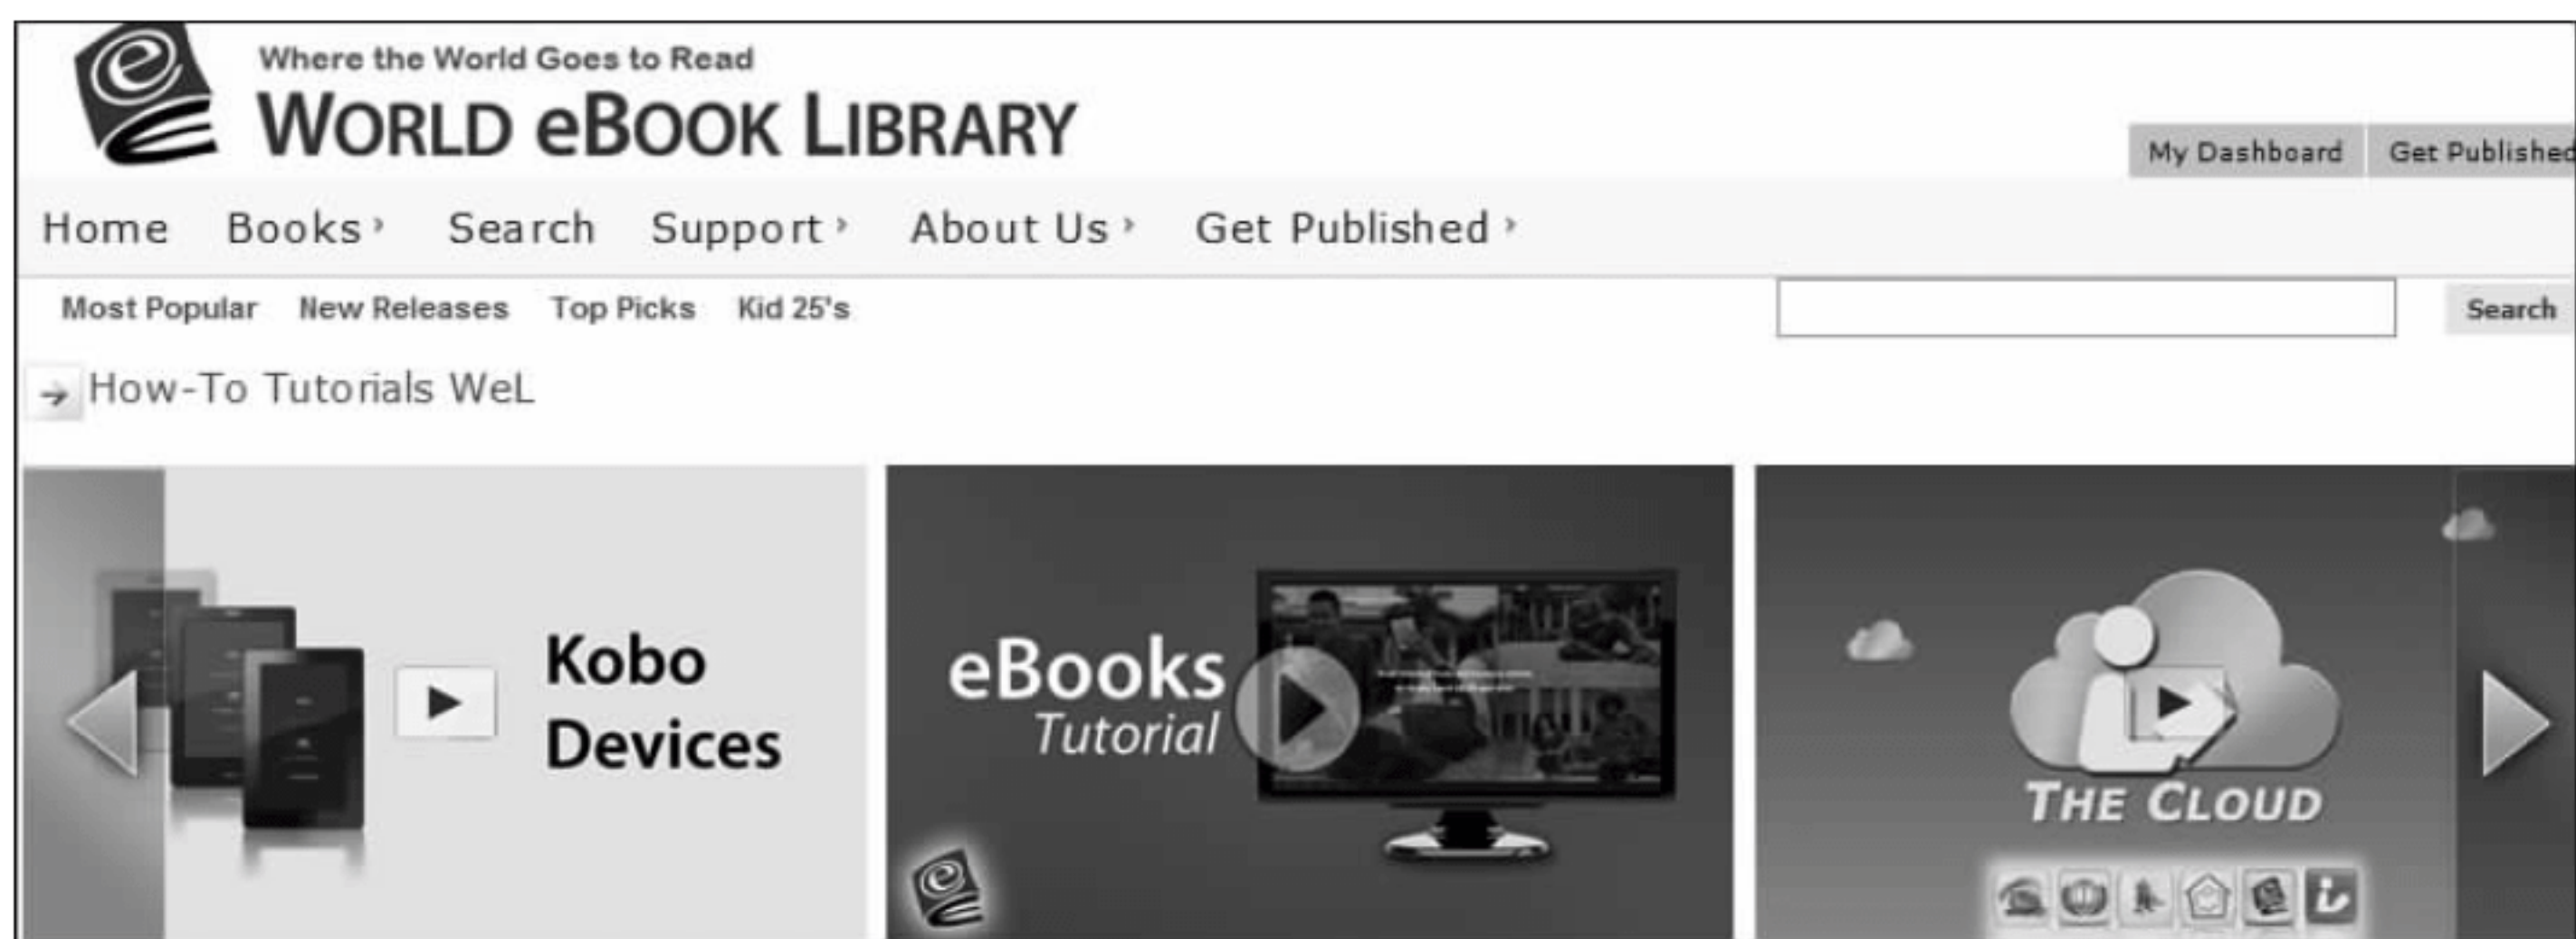 Where the World Goes to Read
WORLD eBOOK LIBRARY
My Dashboard Get Published
Home Books Search Support About Us Get Published
Most Popular New Releases Top Picks Kid 25's
Search
How-To Tutorials WeL
Kobo
Devices
eBooks
Tutorial
THE CLOUD